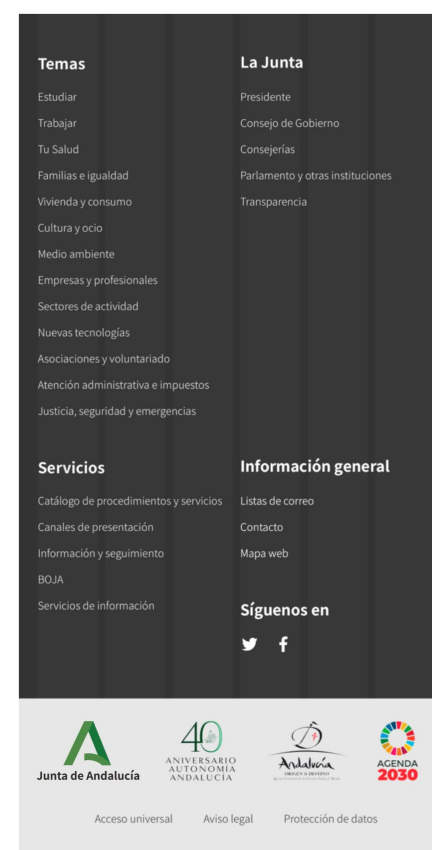 Temas
Estudiar
Trabajar
Tu Salud
Familias e igualdad
Vivienda y consumo
Cultura y ocio
Medio ambiente
Empresas y profesionales
Sectores de actividad
Nuevas tecnologías
Asociaciones y voluntariado
Atención administrativa e impuestos
Justicia, seguridad y emergencias
La Junta
Presidente
Consejo de Gobierno
Consejerías
Parlamento y otras instituciones
Transparencia
Servicios
Catálogo de procedimientos y servicios
Canales de presentación
Información y seguimiento
BOJA
Servicios de información
Información general
Listas de correo
Contacto
Mapa web
Síguenos en
Junta de Andalucía
40
ANIVERSARIO
AUTONOMÍA
ANDALUCÍA
Andalucía
ORIGEN Y DESTINO
AGENDA
2030
Acceso universal
Aviso legal
Protección de datos